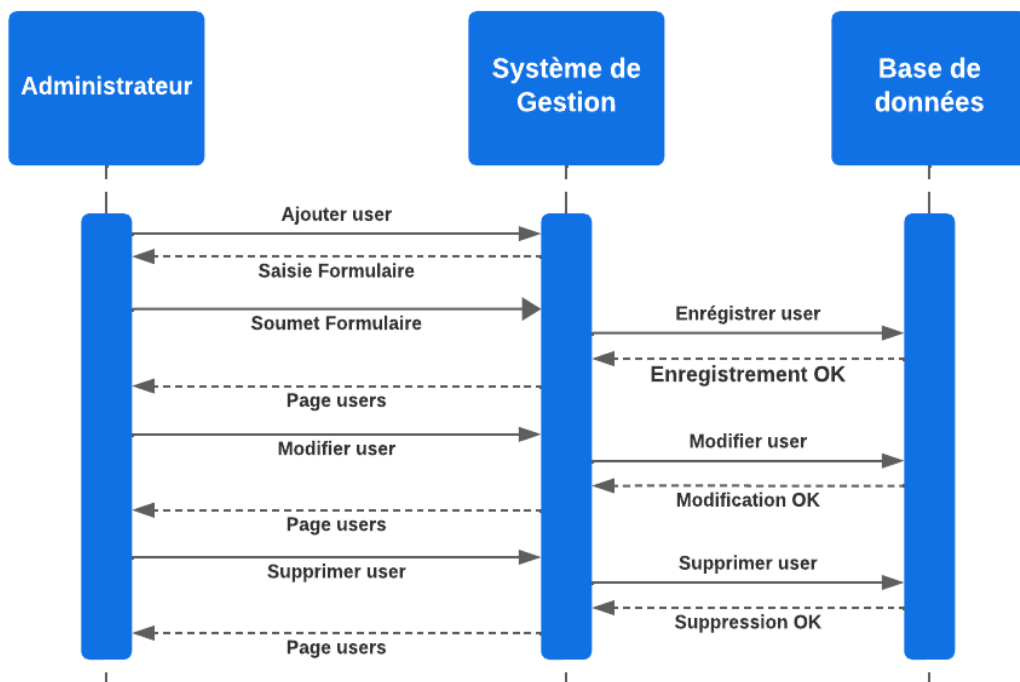 Administrateur
Système de
Gestion
Base de
données
Ajouter user
Saisie Formulaire
Soumet Formulaire
Enrégistrer user
Enregistrement OK
Page users
Modifier user
Modifier user
Modification OK
Page users
Supprimer user
Supprimer user
Suppression OK
Page users